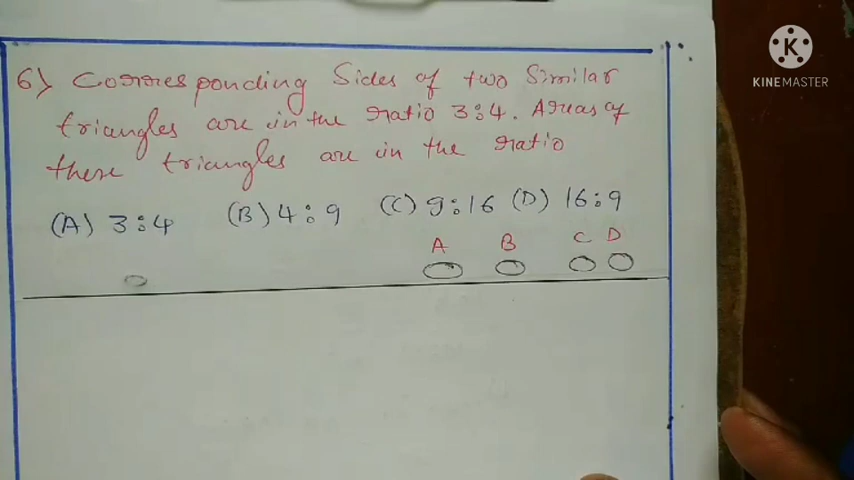 6) Corresponding Sides of two Similar
triangles are in the ratio 3:4. Areas of
these triangles are in the ratio
(A) 3:4 (B) 4:9 (C) 9:16 (D) 16:9
A B C D
K
KINEMASTER